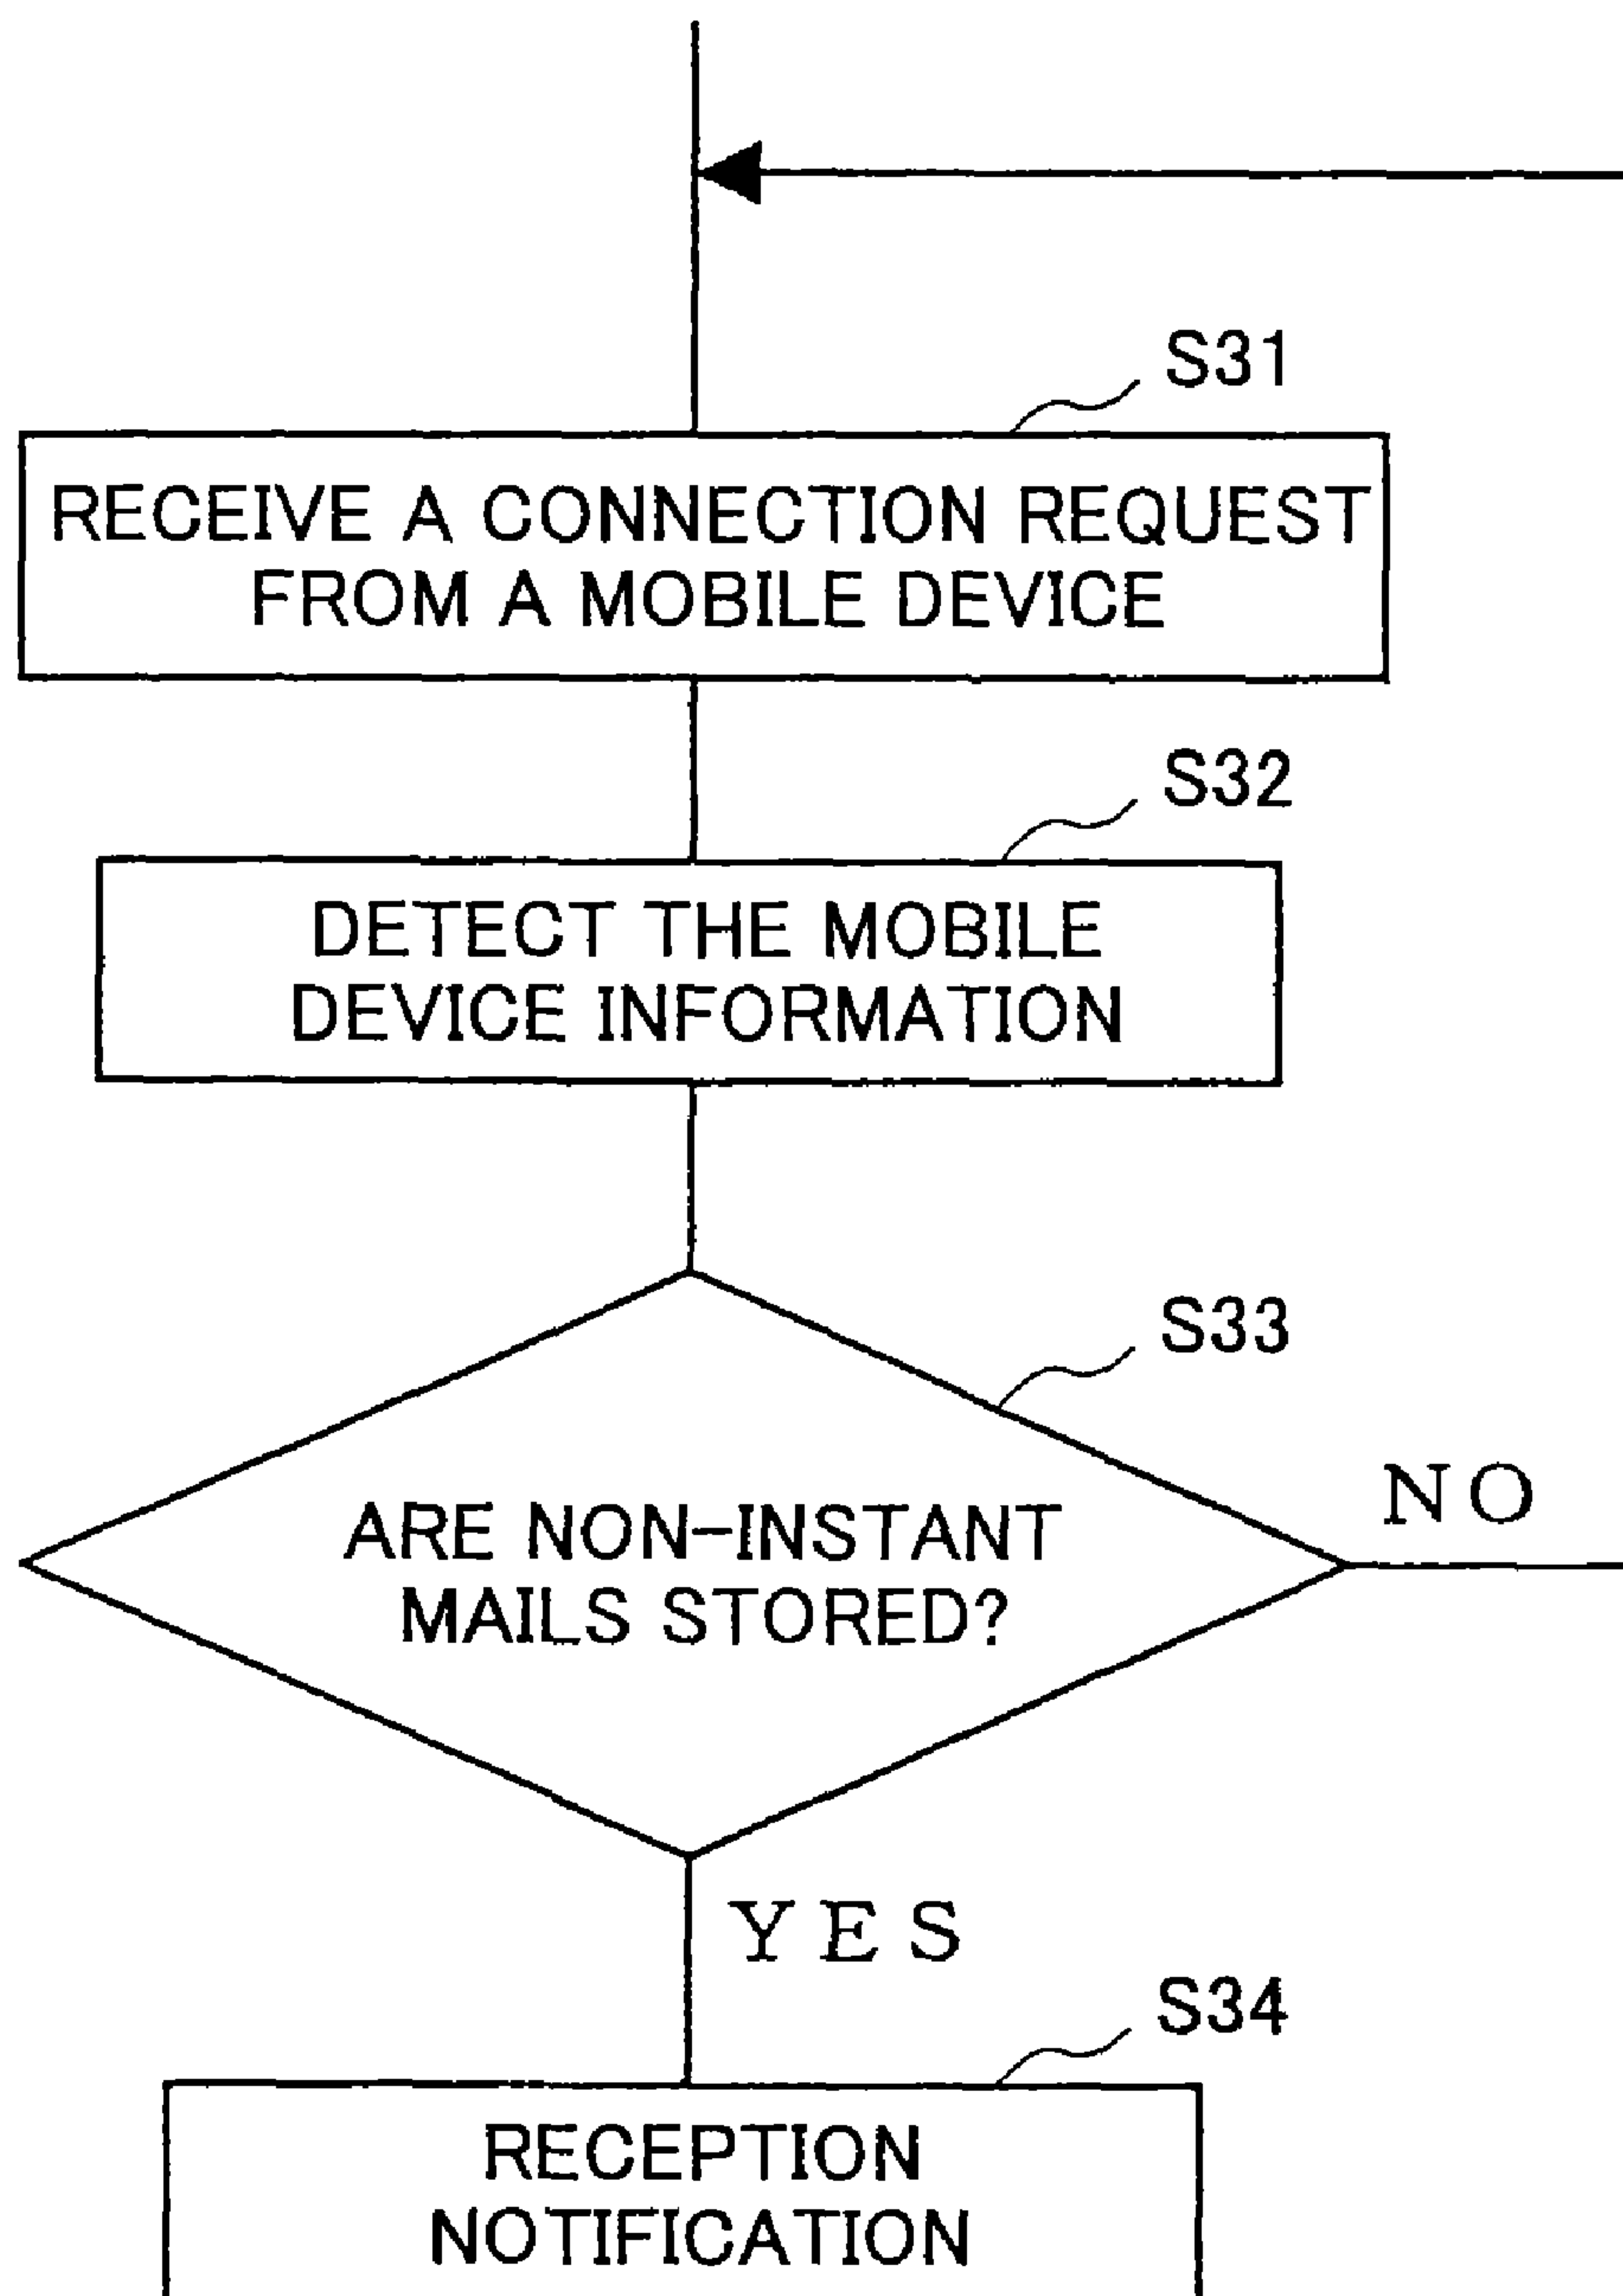 S31
RECEIVE A CONNECTION REQUEST
FROM A MOBILE DEVICE
S32
DETECT THE MOBILE
DEVICE INFORMATION
S33
ARE NON-INSTANT
MAILS STORED?
NO
YES
S34
RECEPTION
NOTIFICATION